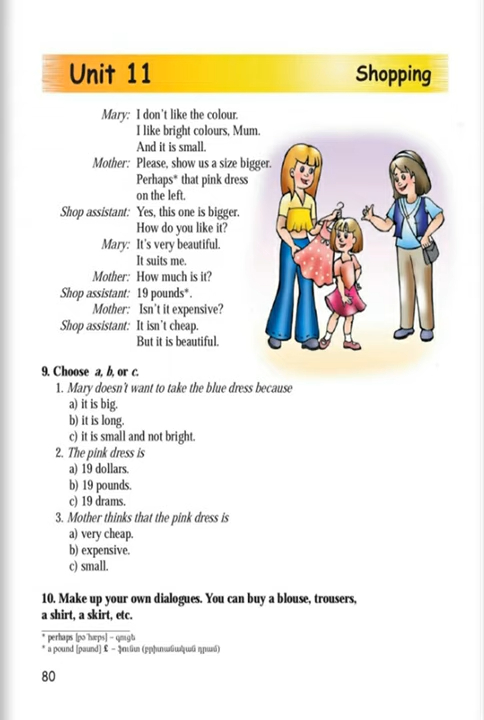 Unit 11 Shopping
Mary: I don't like the colour.
I like bright colours, Mum.
And it is small.
Mother: Please, show us a size bigger.
Perhaps* that pink dress
on the left.
Shop assistant: Yes, this one is bigger.
How do you like it?
Mary: It's very beautiful.
It suits me.
Mother: How much is it?
Shop assistant: 19 pounds*.
Mother: Isn't it expensive?
Shop assistant: It isn't cheap.
But it is beautiful.
9. Choose a, b, or c.
1. Mary doesn't want to take the blue dress because
a) it is big.
b) it is long.
c) it is small and not bright.
2. The pink dress is
a) 19 dollars.
b) 19 pounds.
c) 19 drams.
3. Mother thinks that the pink dress is
a) very cheap.
b) expensive.
c) small.
10. Make up your own dialogues. You can buy a blouse, trousers,
a shirt, a skirt, etc.
* perhaps [pə'hæps] – գուցե
* a pound [paund] £ – ֆունտ (բրիտանական դրամ)
80